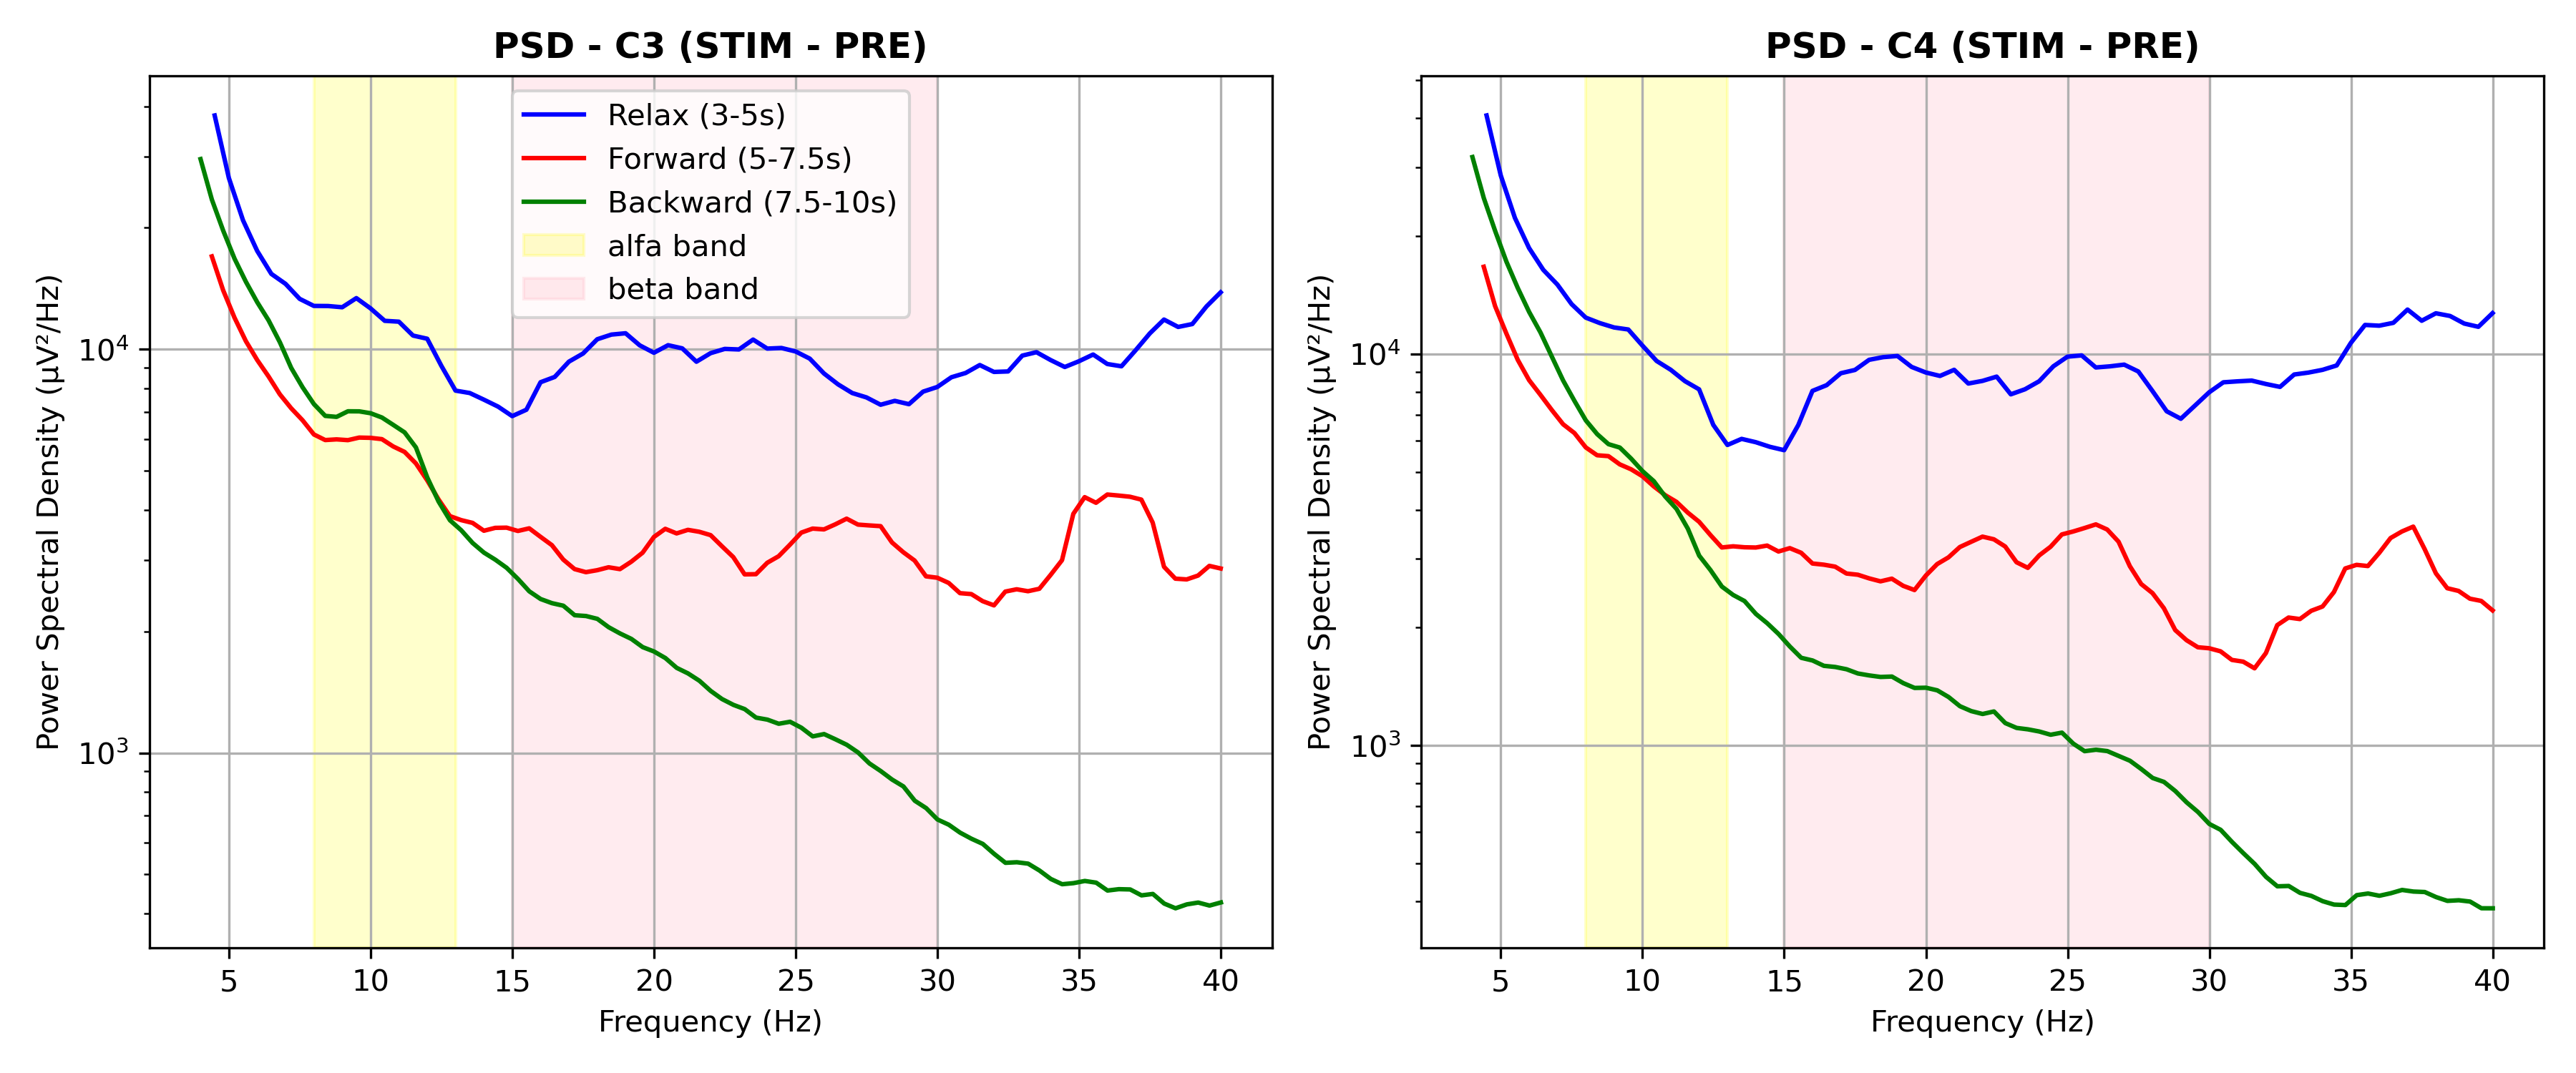 PSD - C3 (STIM - PRE)
Power Spectral Density (µV²/Hz)
10⁴
10³
Relax (3-5s)
Forward (5-7.5s)
Backward (7.5-10s)
alfa band
beta band
5 10 15 20 25 30 35 40
Frequency (Hz)
PSD - C4 (STIM - PRE)
Power Spectral Density (µV²/Hz)
10⁴
10³
5 10 15 20 25 30 35 40
Frequency (Hz)